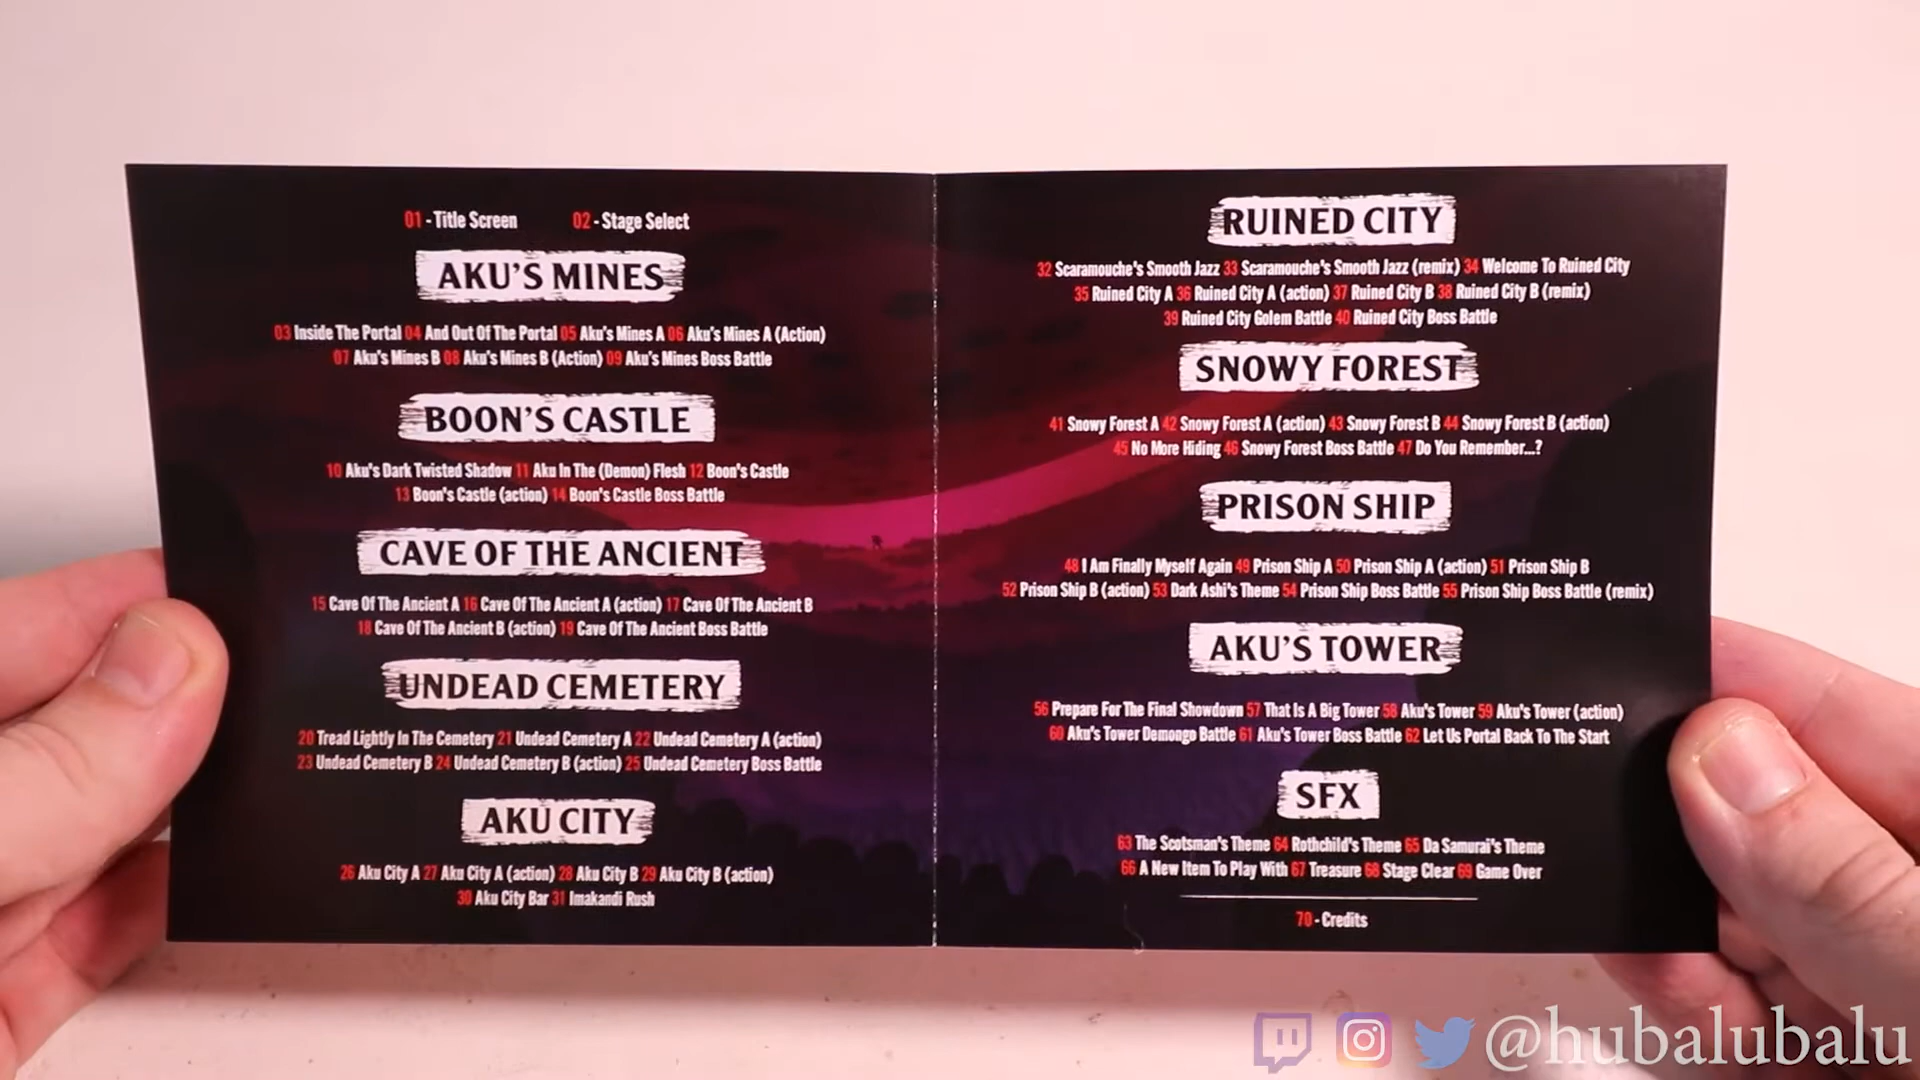 01 - Title Screen 02 - Stage Select
AKU'S MINES
03 Inside The Portal 04 And Out Of The Portal 05 Aku's Mines A 06 Aku's Mines A (Action)
07 Aku's Mines B 08 Aku's Mines B (Action) 09 Aku's Mines Boss Battle
BOON'S CASTLE
10 Aku's Dark Twisted Shadow 11 Aku In The (Demon) Flesh 12 Boon's Castle
13 Boon's Castle (action) 14 Boon's Castle Boss Battle
CAVE OF THE ANCIENT
15 Cave Of The Ancient A 16 Cave Of The Ancient A (action) 17 Cave Of The Ancient B
18 Cave Of The Ancient B (action) 19 Cave Of The Ancient Boss Battle
UNDEAD CEMETERY
20 Tread Lightly In The Cemetery 21 Undead Cemetery A 22 Undead Cemetery A (action)
23 Undead Cemetery B 24 Undead Cemetery B (action) 25 Undead Cemetery Boss Battle
AKU CITY
26 Aku City A 27 Aku City A (action) 28 Aku City B 29 Aku City B (action)
30 Aku City Bar 31 Imakandi Rush
RUINED CITY
32 Scaramouche's Smooth Jazz 33 Scaramouche's Smooth Jazz (remix) 34 Welcome To Ruined City
35 Ruined City A 36 Ruined City A (action) 37 Ruined City B 38 Ruined City B (remix)
39 Ruined City Golem Battle 40 Ruined City Boss Battle
SNOWY FOREST
41 Snowy Forest A 42 Snowy Forest A (action) 43 Snowy Forest B 44 Snowy Forest B (action)
45 No More Hiding 46 Snowy Forest Boss Battle 47 Do You Remember...?
PRISON SHIP
48 I Am Finally Myself Again 49 Prison Ship A 50 Prison Ship A (action) 51 Prison Ship B
52 Prison Ship B (action) 53 Dark Ashi's Theme 54 Prison Ship Boss Battle 55 Prison Ship Boss Battle (remix)
AKU'S TOWER
56 Prepare For The Final Showdown 57 That Is A Big Tower 58 Aku's Tower 59 Aku's Tower (action)
60 Aku's Tower Demongo Battle 61 Aku's Tower Boss Battle 62 Let Us Portal Back To The Start
SFX
63 The Scotsman's Theme 64 Rothchild's Theme 65 Da Samurai's Theme
66 A New Item To Play With 67 Treasure 68 Stage Clear 69 Game Over
70 - Credits
@hubalubalu